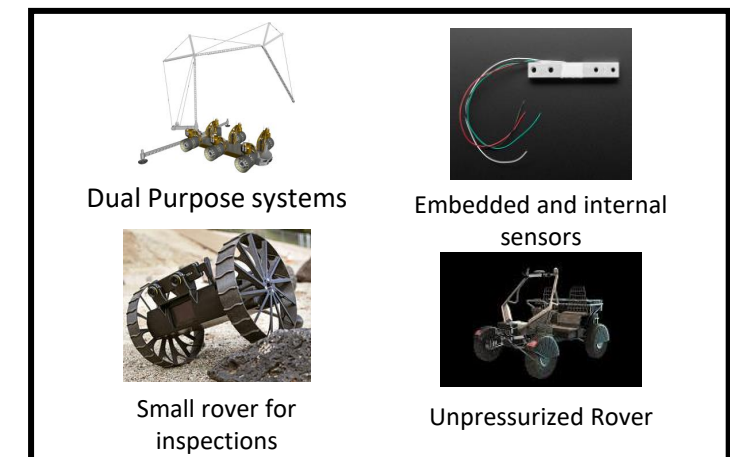 Dual Purpose systems
Embedded and internal
sensors
Small rover for
inspections
Unpressurized Rover